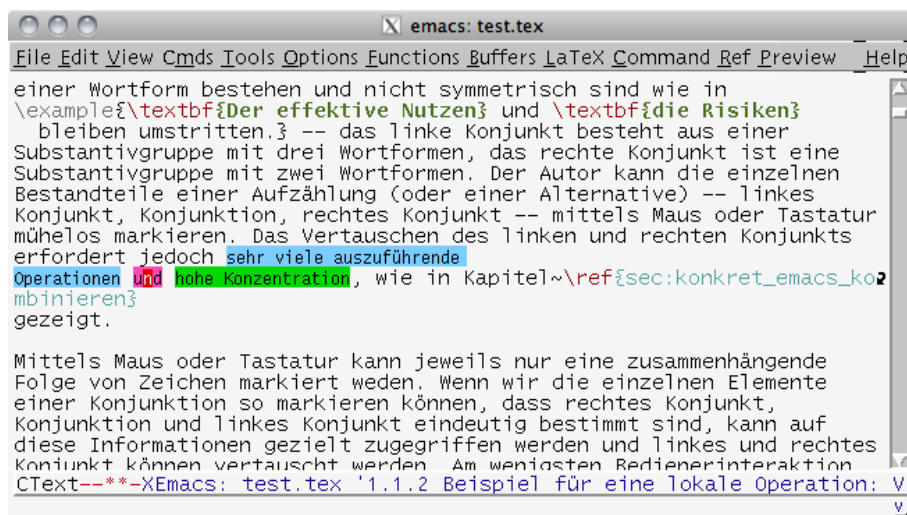 emacs: test.tex
File Edit View Cmds Tools Options Functions Buffers LaTeX Command Ref Preview Help
einer Wortform bestehen und nicht symmetrisch sind wie in
\example{\textbf{Der effektive Nutzen} und \textbf{die Risiken}
bleiben umstritten.} -- das linke Konjunkt besteht aus einer
Substantivgruppe mit drei Wortformen, das rechte Konjunkt ist eine
Substantivgruppe mit zwei Wortformen. Der Autor kann die einzelnen
Bestandteile einer Aufzählung (oder einer Alternative) -- linkes
Konjunkt, Konjunktion, rechtes Konjunkt -- mittels Maus oder Tastatur
mühelos markieren. Das Vertauschen des linken und rechten Konjunkts
erfordert jedoch sehr viele auszuführende
Operationen und hohe Konzentration, wie in Kapitel~\ref{sec:konkret_emacs_ko
mbinieren}
gezeigt.
Mittels Maus oder Tastatur kann jeweils nur eine zusammenhängende
Folge von Zeichen markiert weden. Wenn wir die einzelnen Elemente
einer Konjunktion so markieren können, dass rechtes Konjunkt,
Konjunktion und linkes Konjunkt eindeutig bestimmt sind, kann auf
diese Informationen gezielt zugegriffen werden und linkes und rechtes
Konjunkt können vertauscht werden. Am wenigsten Bedienerinteraktion
CText--**-XEmacs: test.tex '1.1.2 Beispiel für eine lokale Operation: V
v